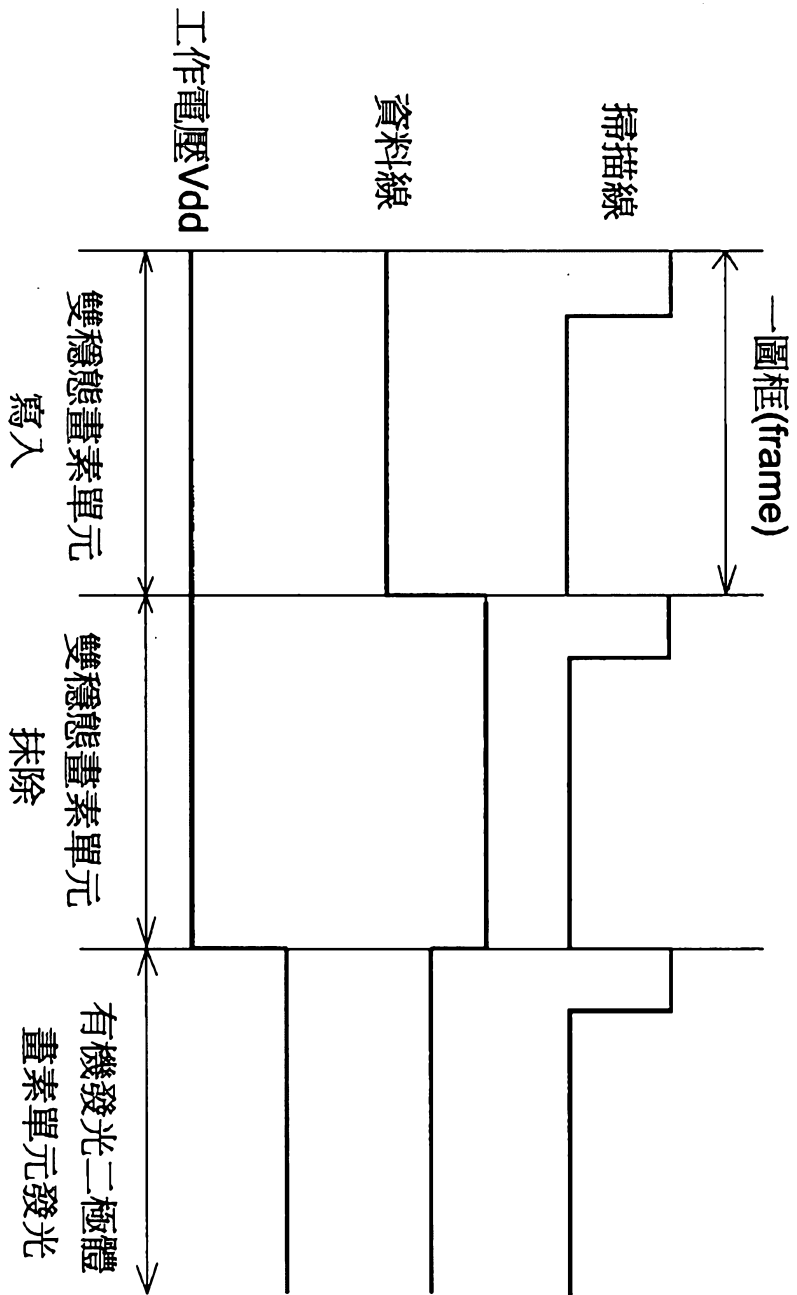 一圖框(frame)
掃描線
資料線
工作電壓Vdd
雙穩態畫素單元
寫入
雙穩態畫素單元
抹除
有機發光二極體
畫素單元發光